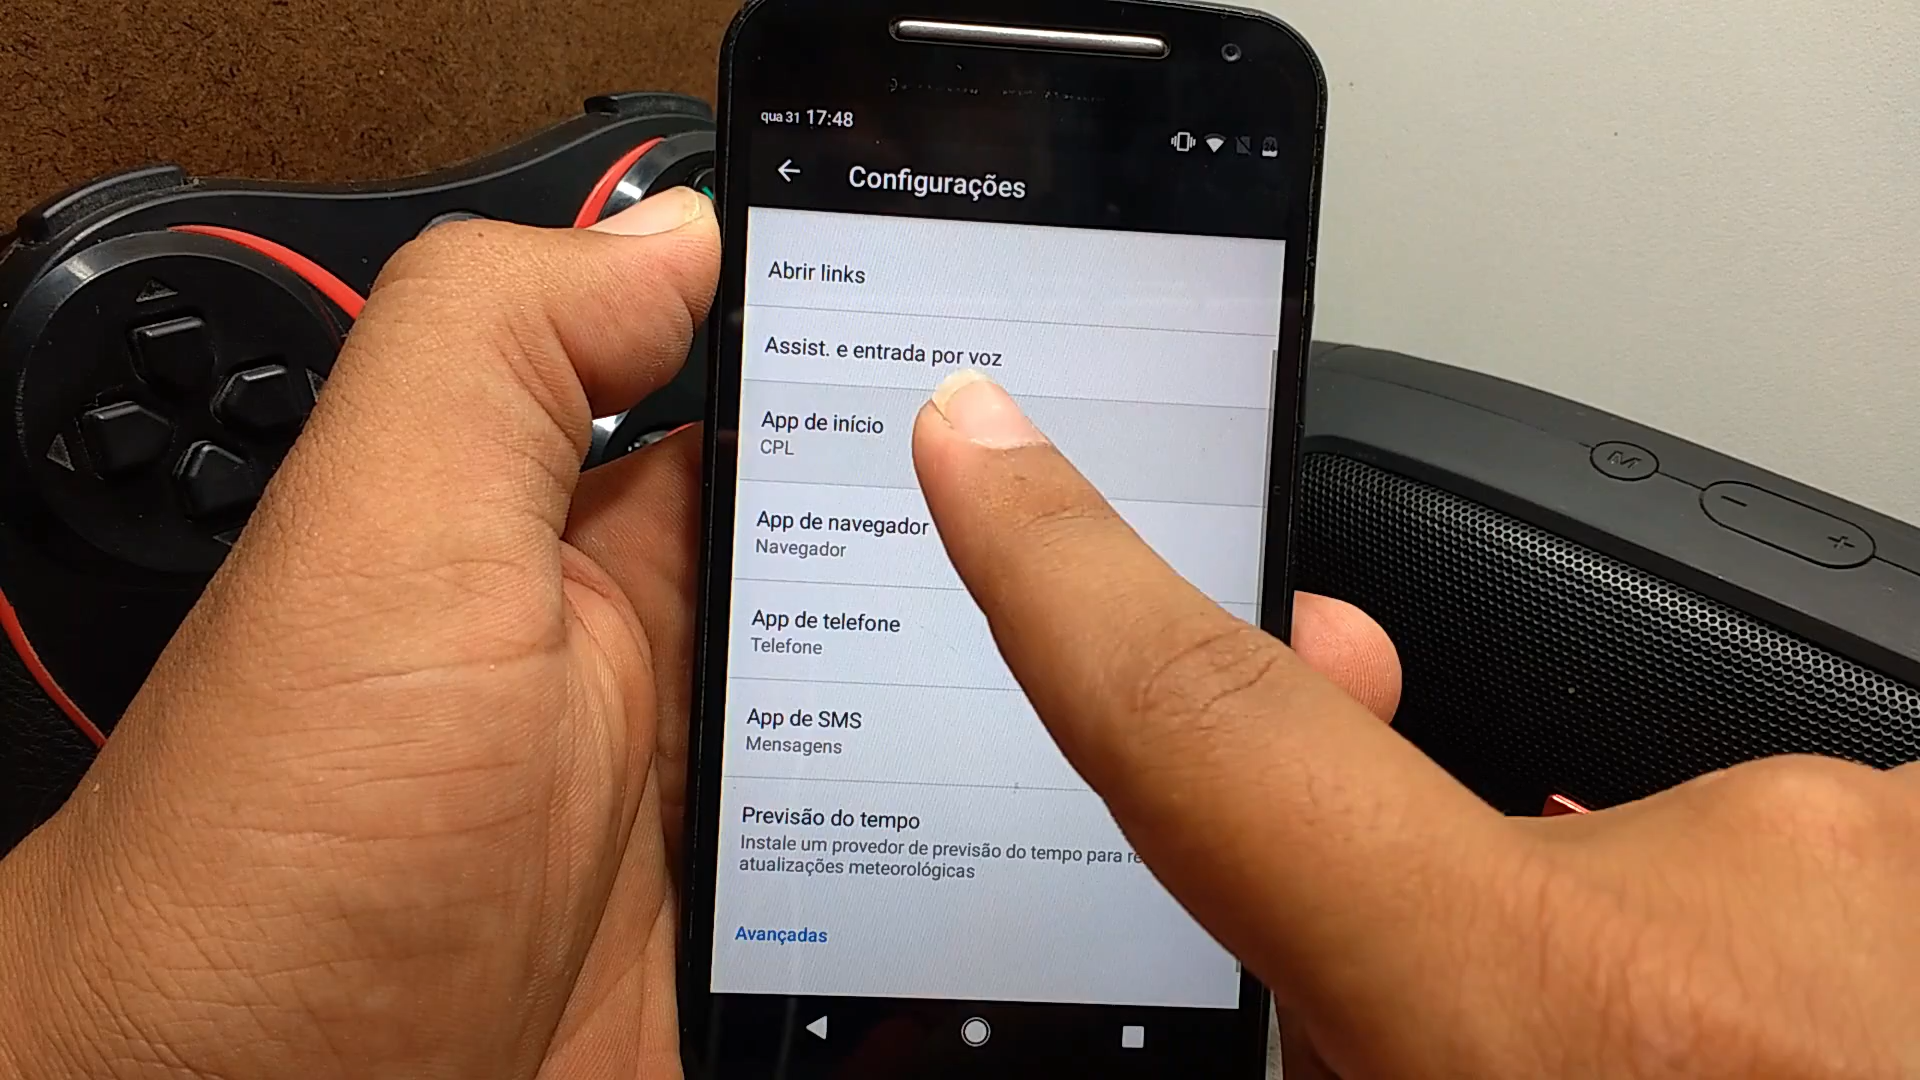 qua 31 17:48
Configurações
Abrir links
Assist. e entrada por voz
App de início
CPL
App de navegador
Navegador
App de telefone
Telefone
App de SMS
Mensagens
Previsão do tempo
Instale um provedor de previsão do tempo para
atualizações meteorológicas
Avançadas
M
- +